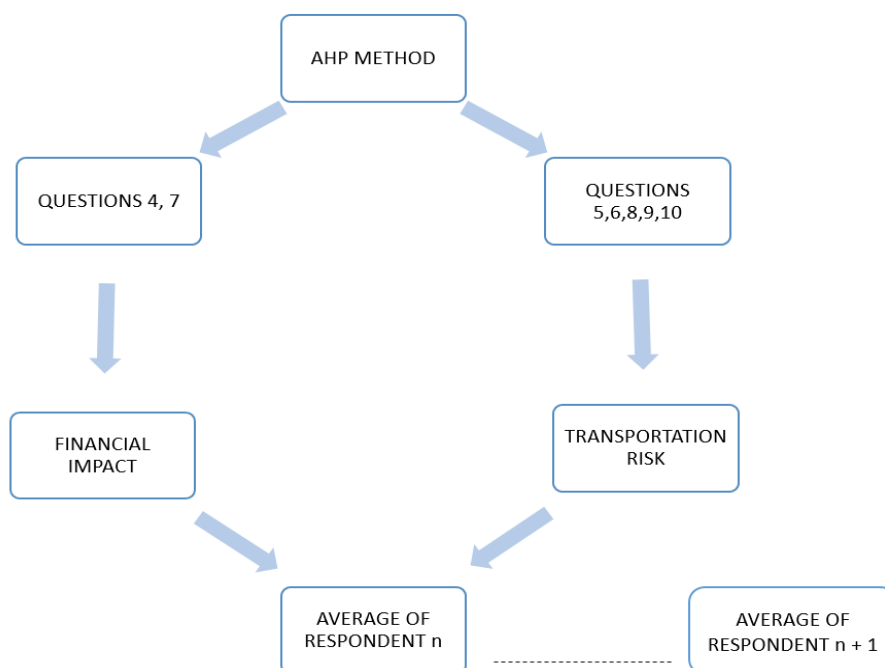 AHP METHOD
QUESTIONS 4, 7
QUESTIONS
5,6,8,9,10
FINANCIAL
IMPACT
TRANSPORTATION
RISK
AVERAGE OF
RESPONDENT n
AVERAGE OF
RESPONDENT n + 1